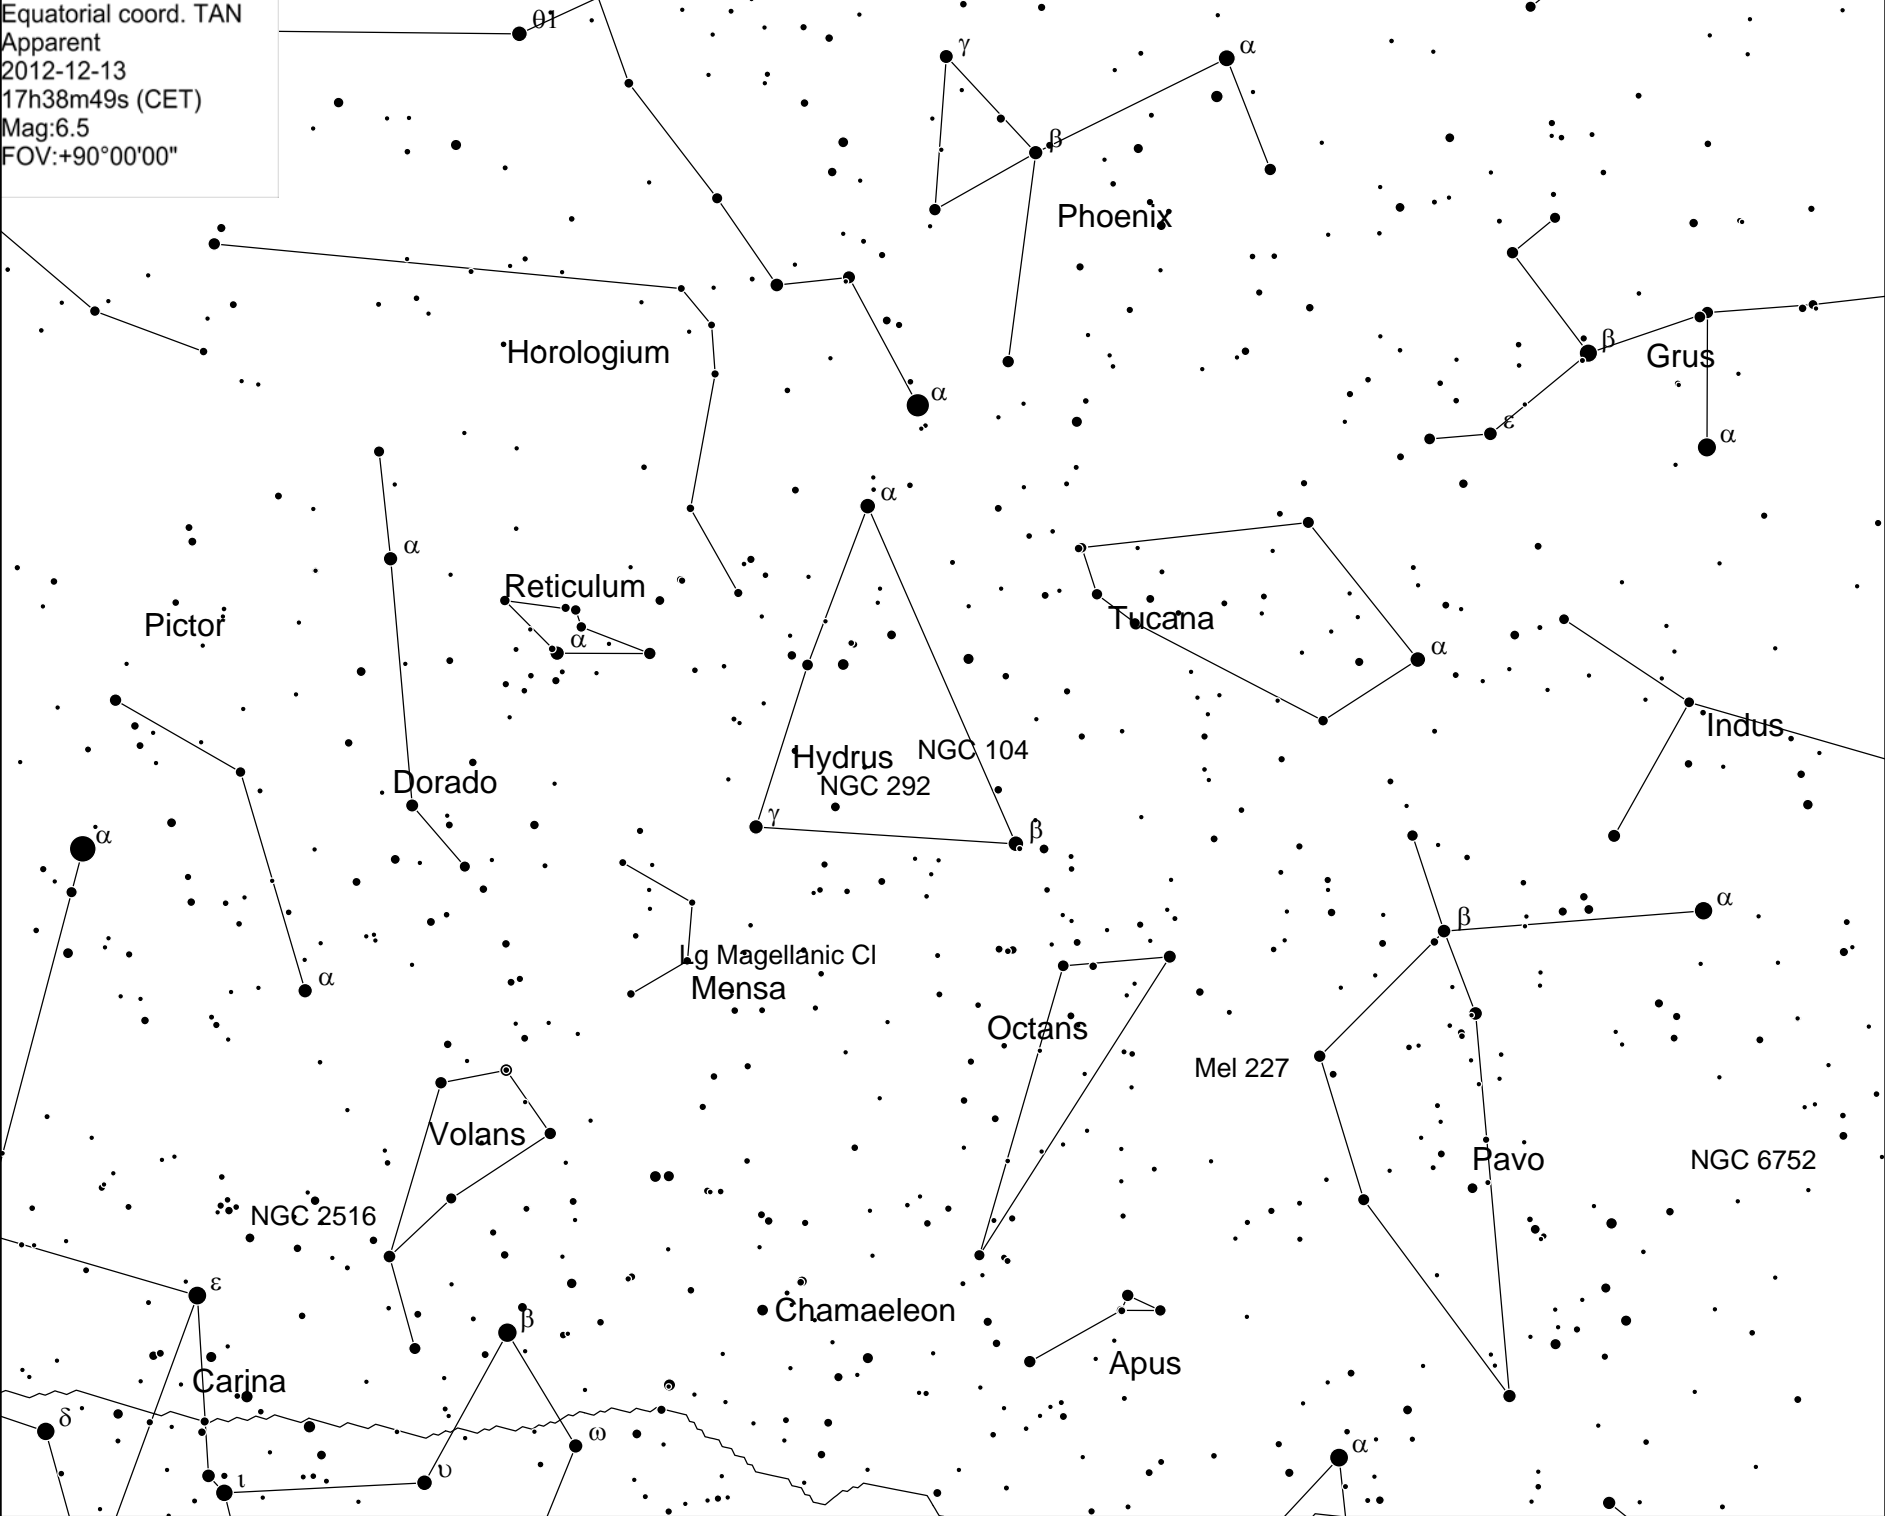 Equatorial coord. TAN
Apparent
2012-12-13
17h38m49s (CET)
Mag:6.5
FOV:+90°00'00"
θ1
γ
α
β
Phoenix
Horologium
β
Grus
α
ε
α
α
α
Reticulum
α
Pictor
Tucana
α
Indus
Hydrus
NGC 104
NGC 292
Dorado
γ
β
α
β
α
Lg Magellanic Cl
Mensa
α
Octans
Mel 227
Volans
Pavo
NGC 6752
NGC 2516
ε
Chamaeleon
β
Apus
Carina
δ
ω
α
υ
ι